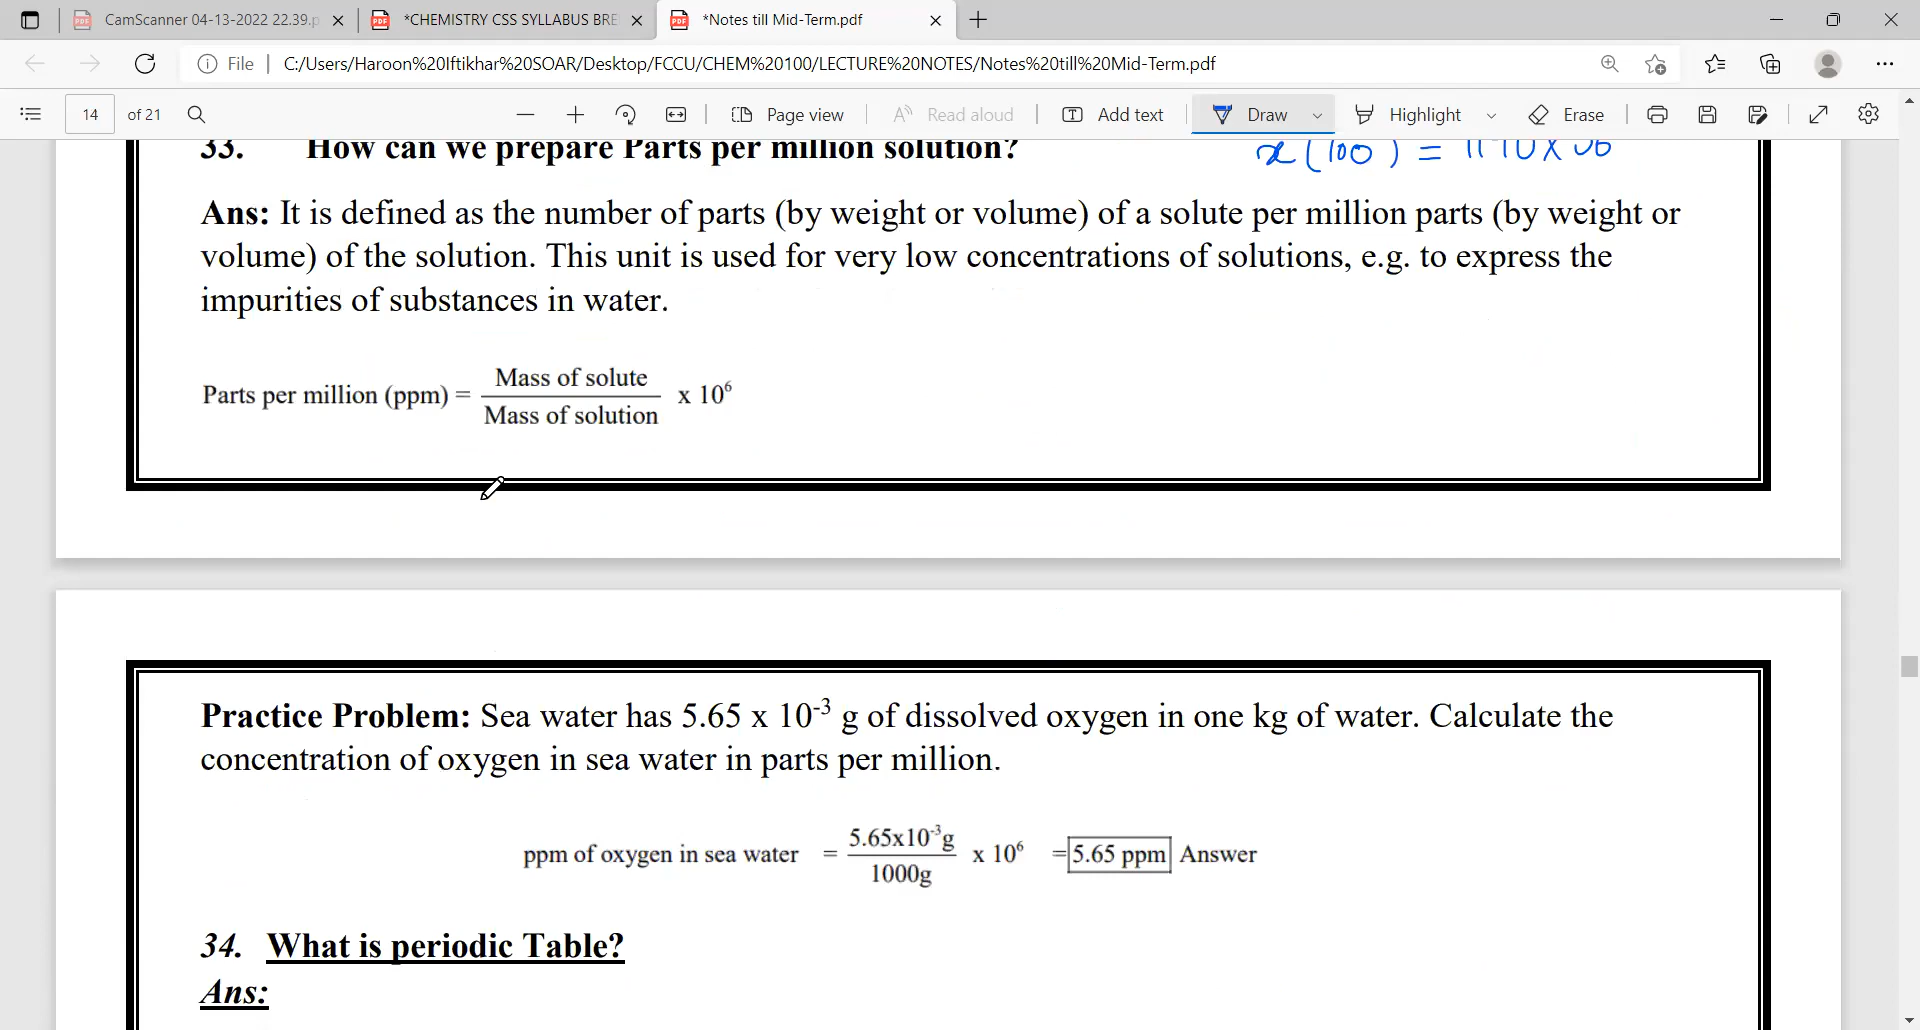 CamScanner 04-13-2022 22.39.p
*CHEMISTRY CSS SYLLABUS BRE
*Notes till Mid-Term.pdf
File
C:/Users/Haroon%20Iftikhar%20SOAR/Desktop/FCCU/CHEM%20100/LECTURE%20NOTES/Notes%20till%20Mid-Term.pdf
14 of 21
Page view
Read aloud
Add text
Draw
Highlight
Erase
33. How can we prepare Parts per million solution?
x(100) =
Ans: It is defined as the number of parts (by weight or volume) of a solute per million parts (by weight or
volume) of the solution. This unit is used for very low concentrations of solutions, e.g. to express the
impurities of substances in water.
Parts per million (ppm) = Mass of solute / Mass of solution x 10⁶
Practice Problem: Sea water has 5.65 x 10⁻³ g of dissolved oxygen in one kg of water. Calculate the
concentration of oxygen in sea water in parts per million.
ppm of oxygen in sea water = 5.65x10⁻³g / 1000g x 10⁶ = 5.65 ppm Answer
34. What is periodic Table?
Ans: